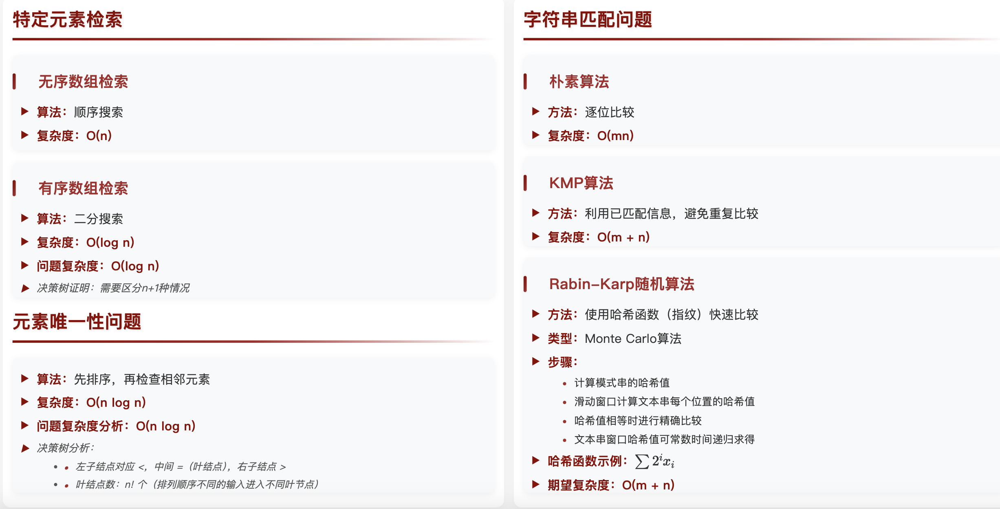 特定元素检索
无序数组检索
算法：顺序搜索
复杂度：O(n)
有序数组检索
算法：二分搜索
复杂度：O(log n)
问题复杂度：O(log n)
决策树证明：需要区分n+1种情况
元素唯一性问题
算法：先排序，再检查相邻元素
复杂度：O(n log n)
问题复杂度分析：O(n log n)
决策树分析：
左子结点对应 <，中间 =（叶结点），右子结点 >
叶结点数：n! 个（排列顺序不同的输入进入不同叶节点）
字符串匹配问题
朴素算法
方法：逐位比较
复杂度：O(mn)
KMP算法
方法：利用已匹配信息，避免重复比较
复杂度：O(m + n)
Rabin-Karp随机算法
方法：使用哈希函数（指纹）快速比较
类型：Monte Carlo算法
步骤：
计算模式串的哈希值
滑动窗口计算文本串每个位置的哈希值
哈希值相等时进行精确比较
文本串窗口哈希值可常数时间递归求得
哈希函数示例：∑ 2^i x_i
期望复杂度：O(m + n)